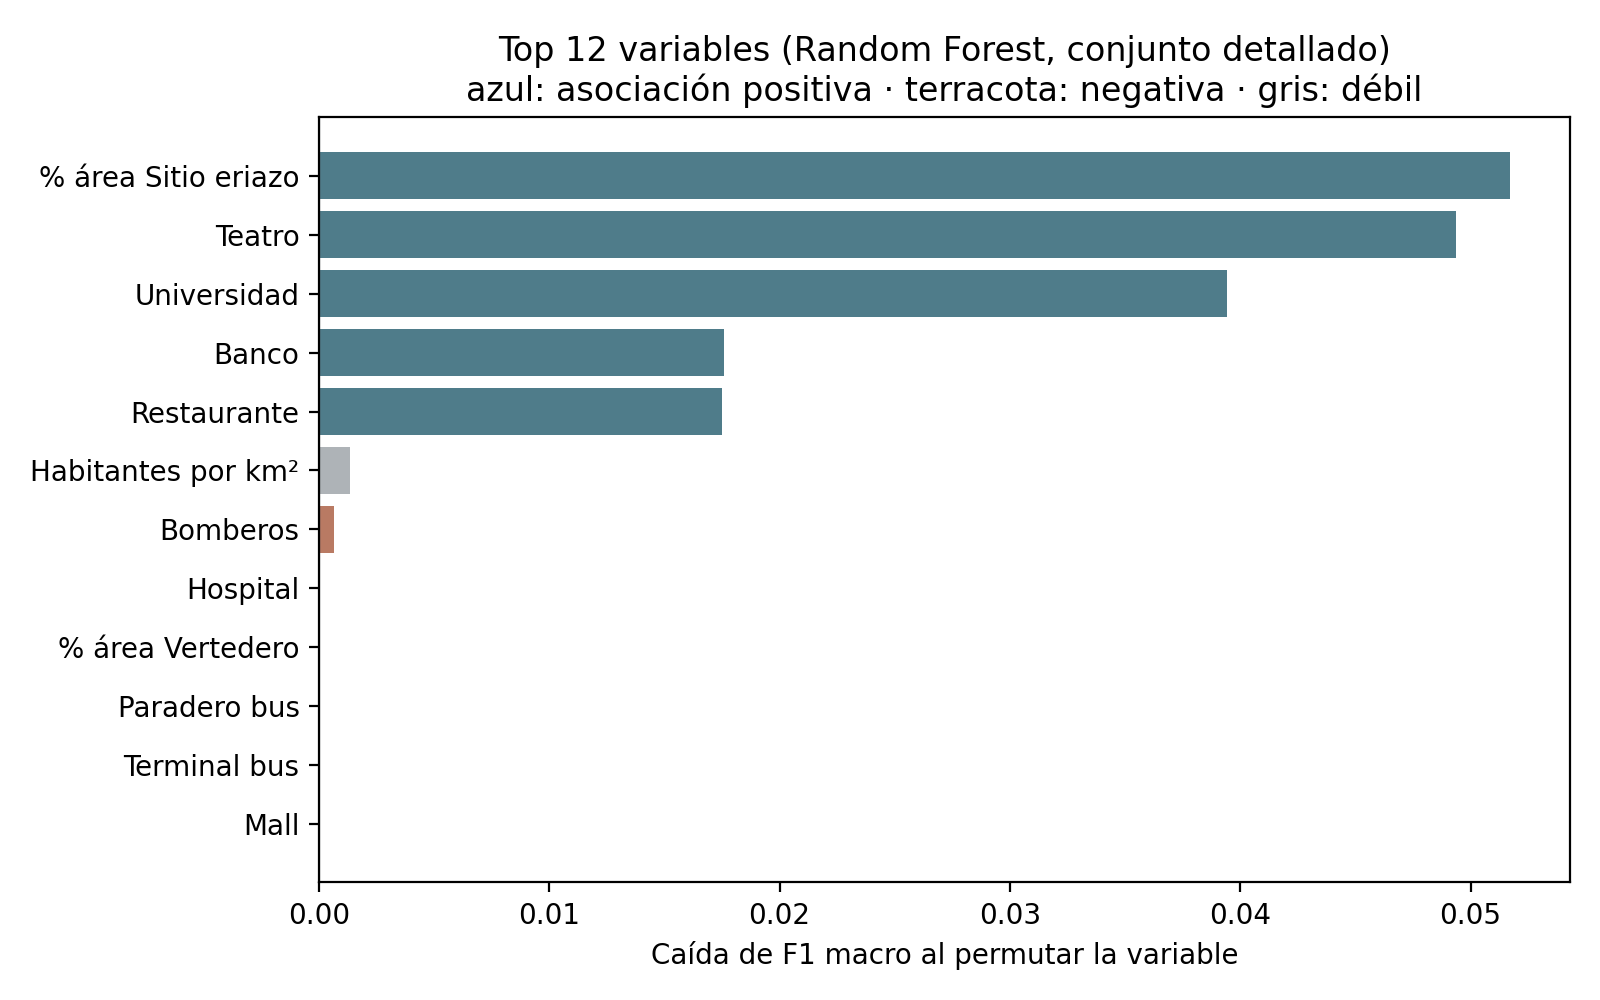 Top 12 variables (Random Forest, conjunto detallado)
azul: asociación positiva · terracota: negativa · gris: débil
% área Sitio eriazo
Teatro
Universidad
Banco
Restaurante
Habitantes por km²
Bomberos
Hospital
% área Vertedero
Paradero bus
Terminal bus
Mall
0.00 0.01 0.02 0.03 0.04 0.05
Caída de F1 macro al permutar la variable